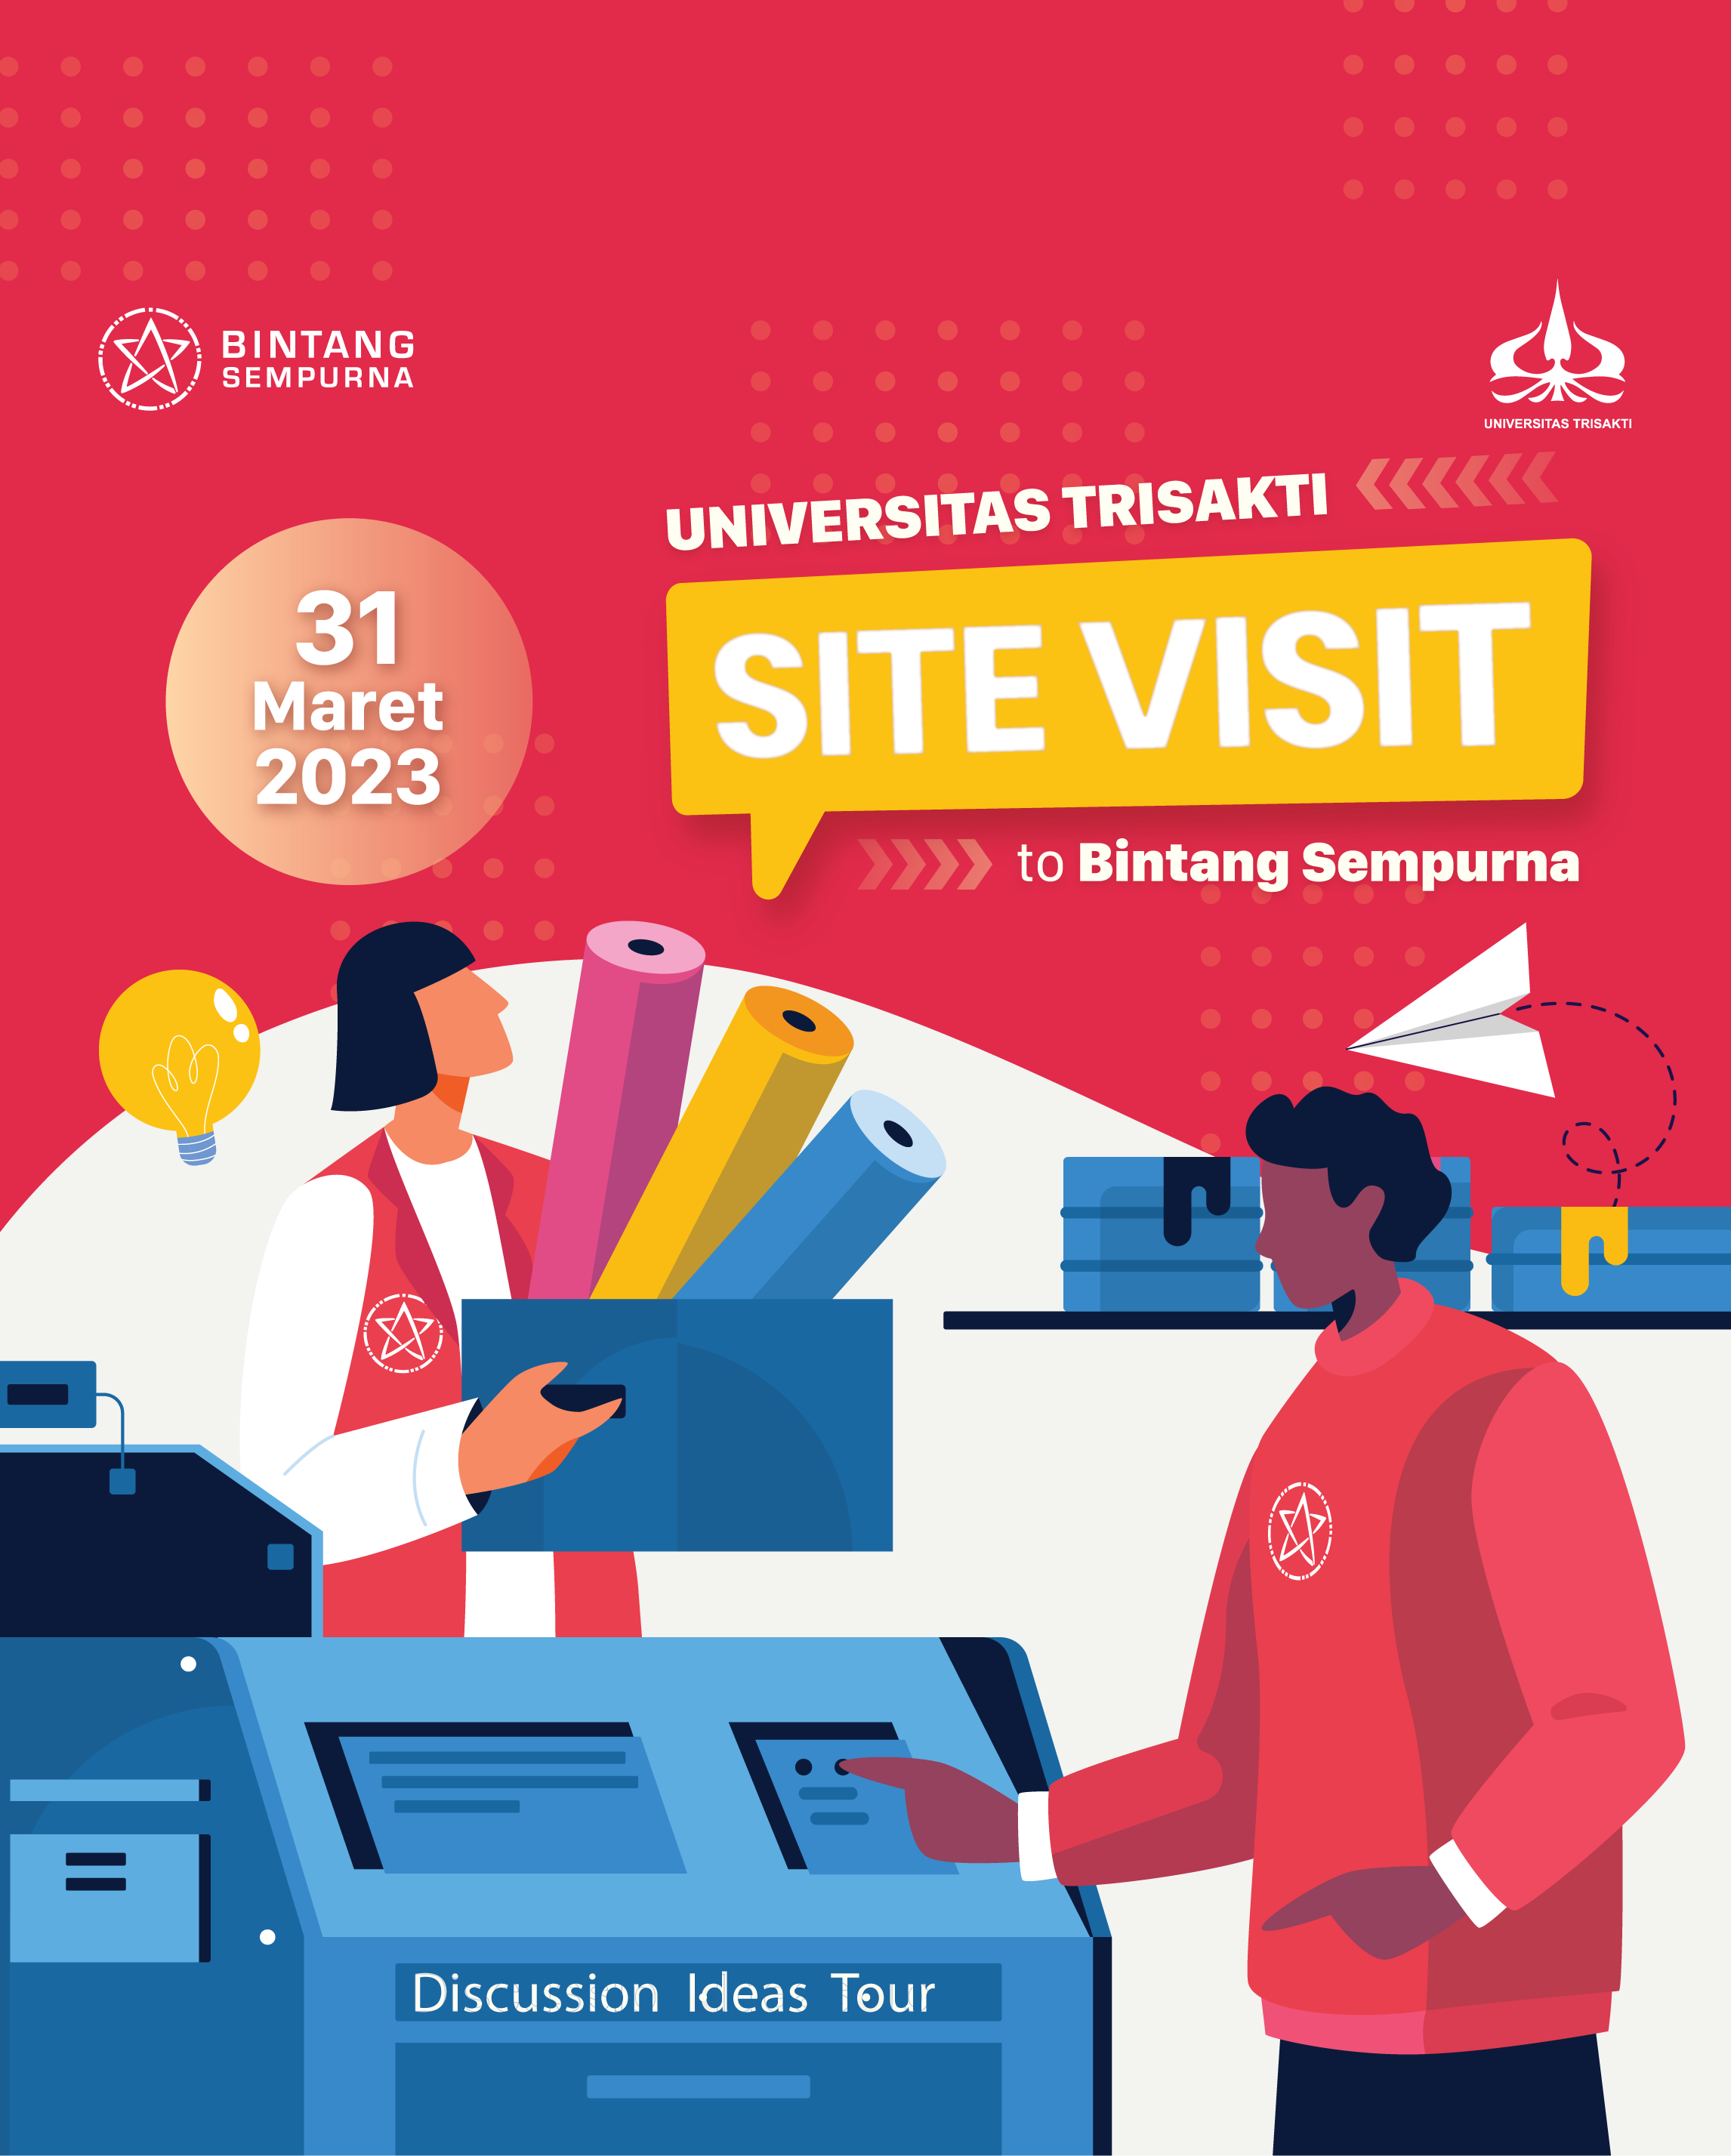 BINTANG
SEMPURNA
UNIVERSITAS TRISAKTI
UNIVERSITAS TRISAKTI
31
Maret
2023
SITE VISIT
to Bintang Sempurna
Discussion Ideas Tour